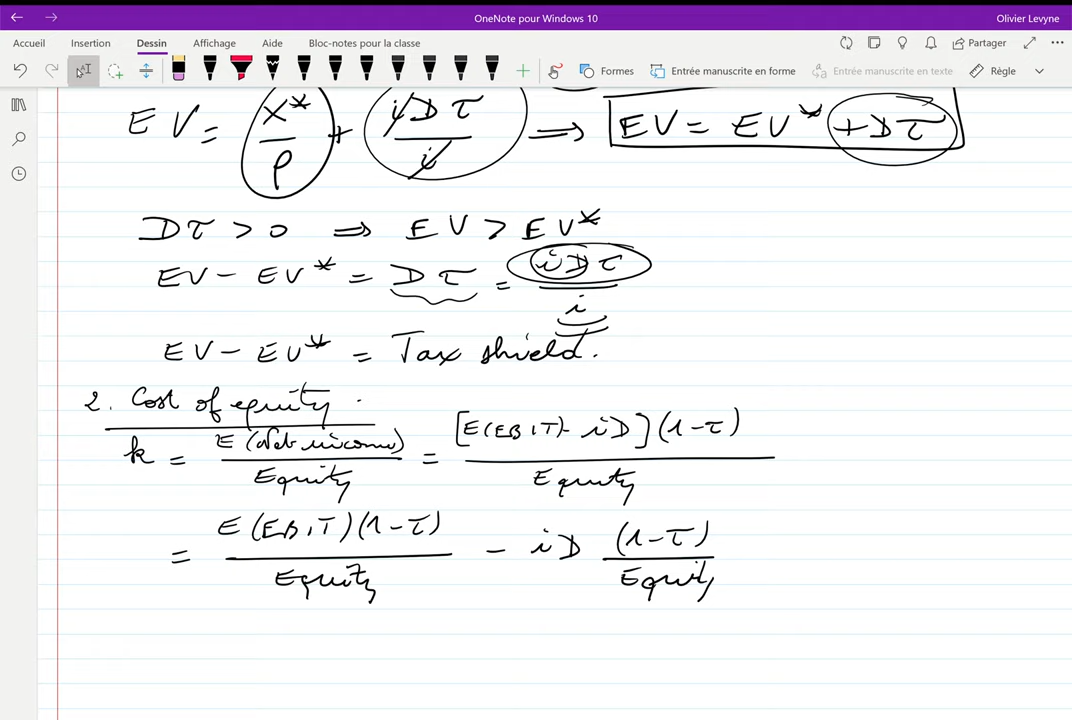 OneNote pour Windows 10
Olivier Levyne
Accueil Insertion Dessin Affichage Aide Bloc-notes pour la classe Partager
Formes Entrée manuscrite en forme Entrée manuscrite en texte Règle
EV = X*/ρ + iDτ/i ⟹ EV = EV* + Dτ
Dτ > 0 ⟹ EV > EV*
EV - EV* = Dτ = iDτ/i
EV - EV* = Tax shield.
2. Cost of equity.
k = E(Net income)/Equity = [E(EBIT) - iD](1-τ)/Equity
= E(EBIT)(1-τ)/Equity - iD (1-τ)/Equity